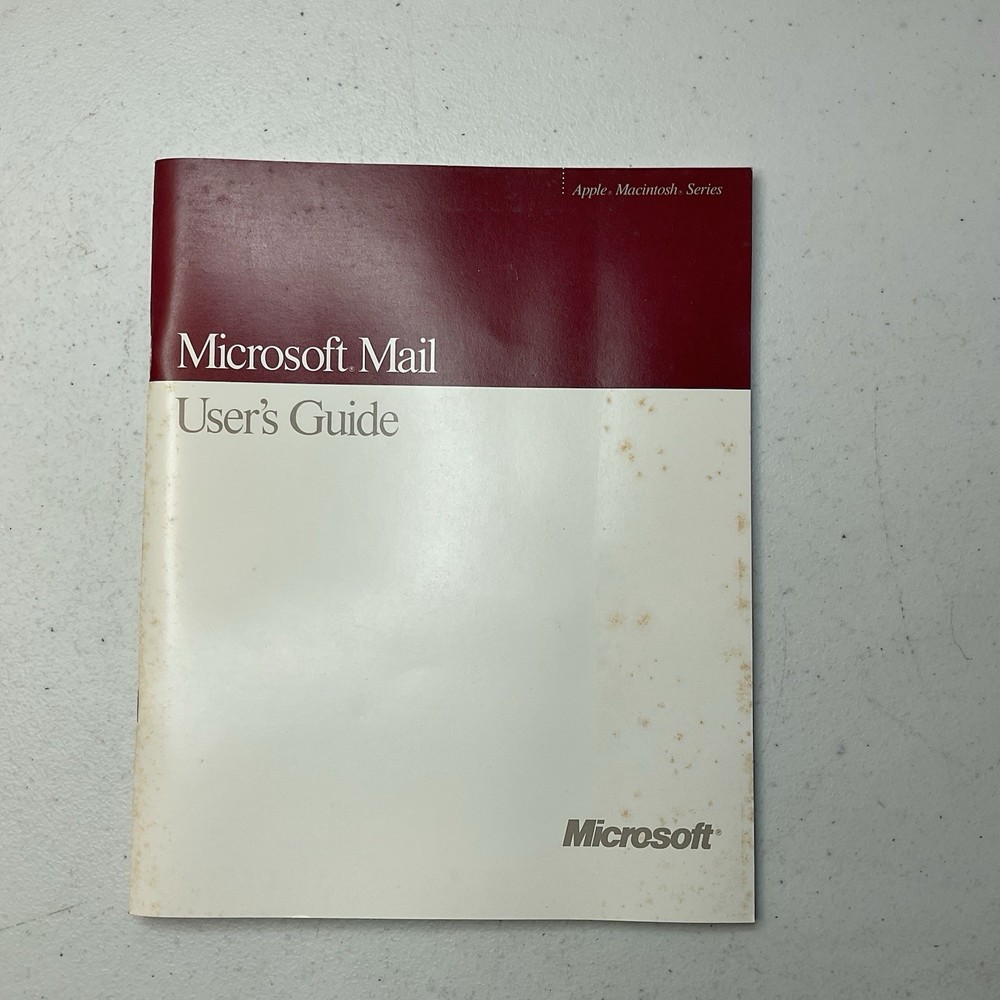 Apple® Macintosh® Series
Microsoft® Mail
User's Guide
Microsoft®